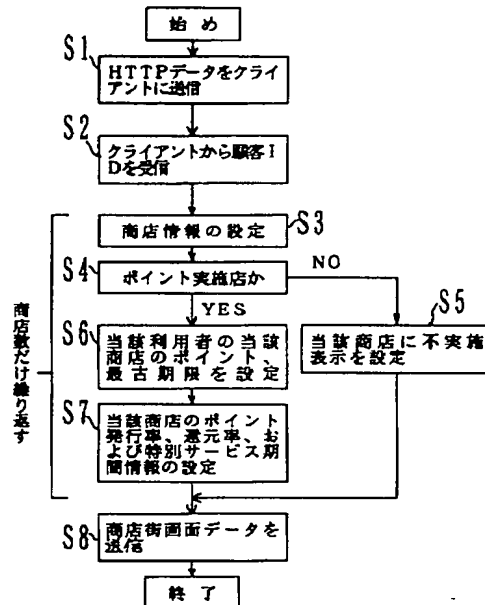 始め
S1
HTTPデータをクライ
アントに送信
S2
クライアントから顧客I
Dを受信
商店情報の設定
S3
S4
ポイント実施店か
NO
YES
S5
当該商店に不実施
表示を設定
S6
当該利用者の当該
商店のポイント、
最古期限を設定
S7
当該商店のポイント
発行率、還元率、お
よび特別サービス期
間情報の設定
商店数だけ繰り返す
S8
商店街画面データを
送信
終了